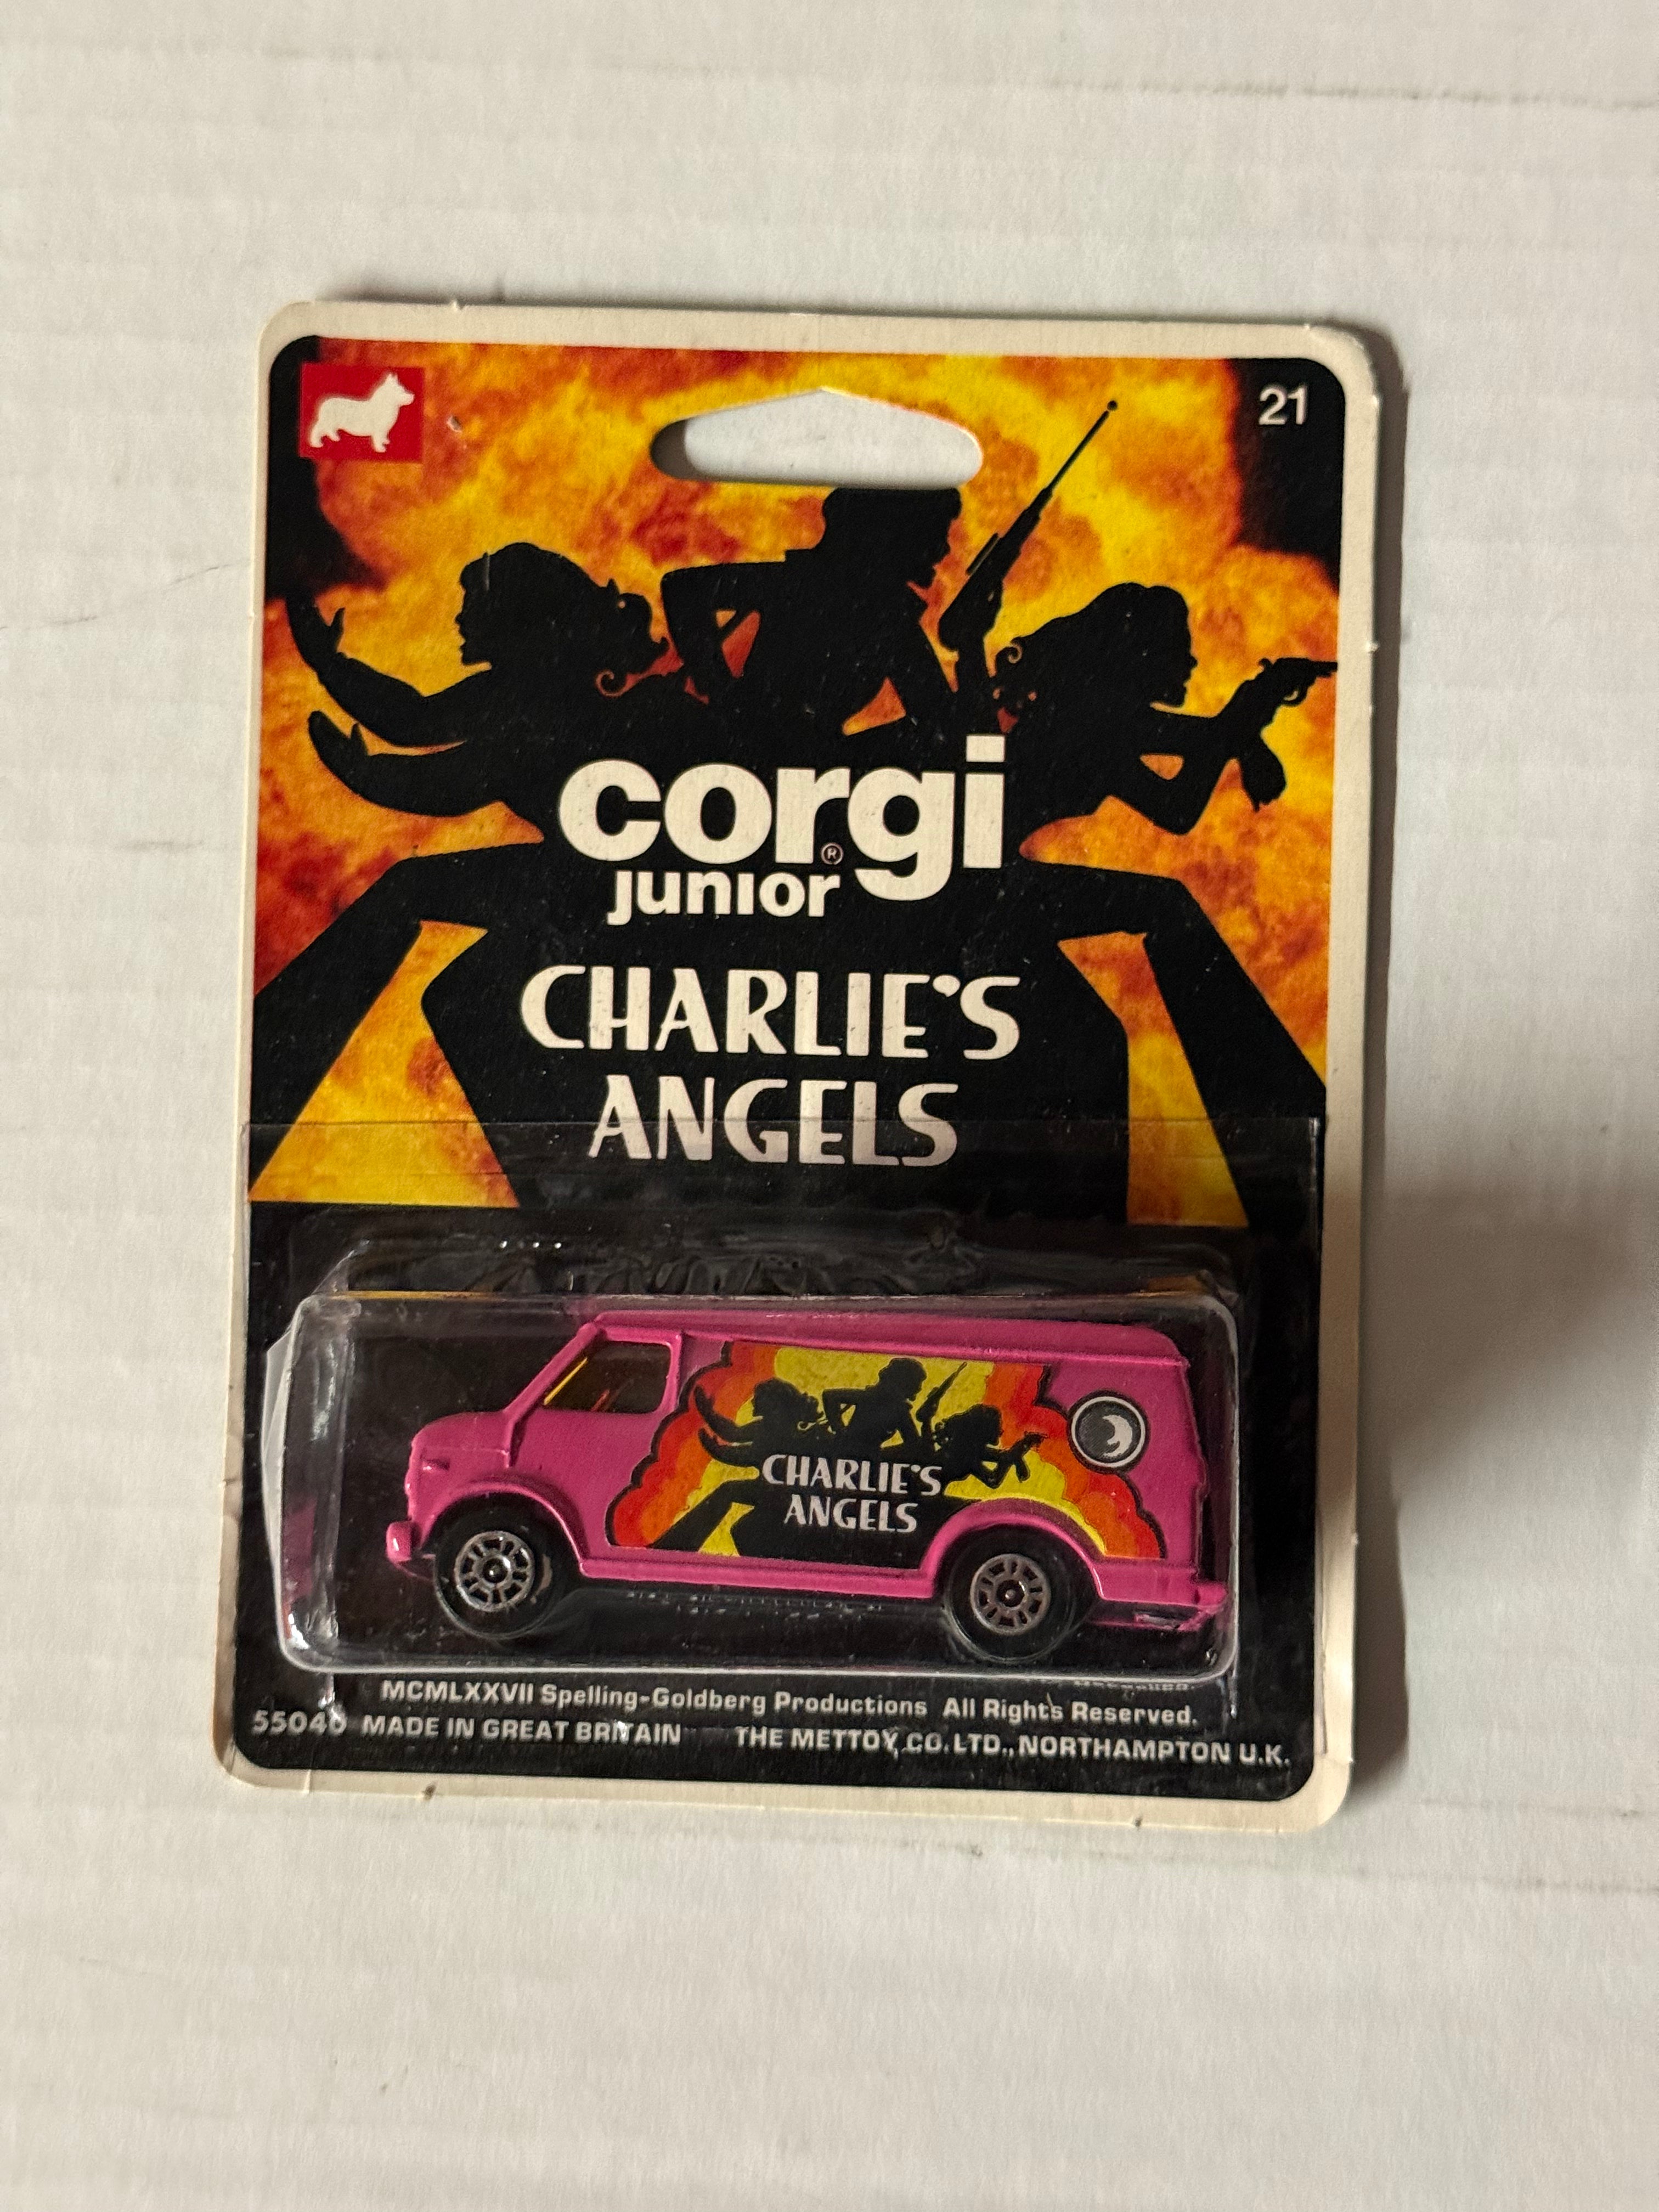 21
corgi®
junior
CHARLIE'S
ANGELS
CHARLIE'S
ANGELS
MCMLXXVII Spelling-Goldberg Productions All Rights Reserved.
55046 MADE IN GREAT BRITAIN THE METTOY CO. LTD., NORTHAMPTON U.K.